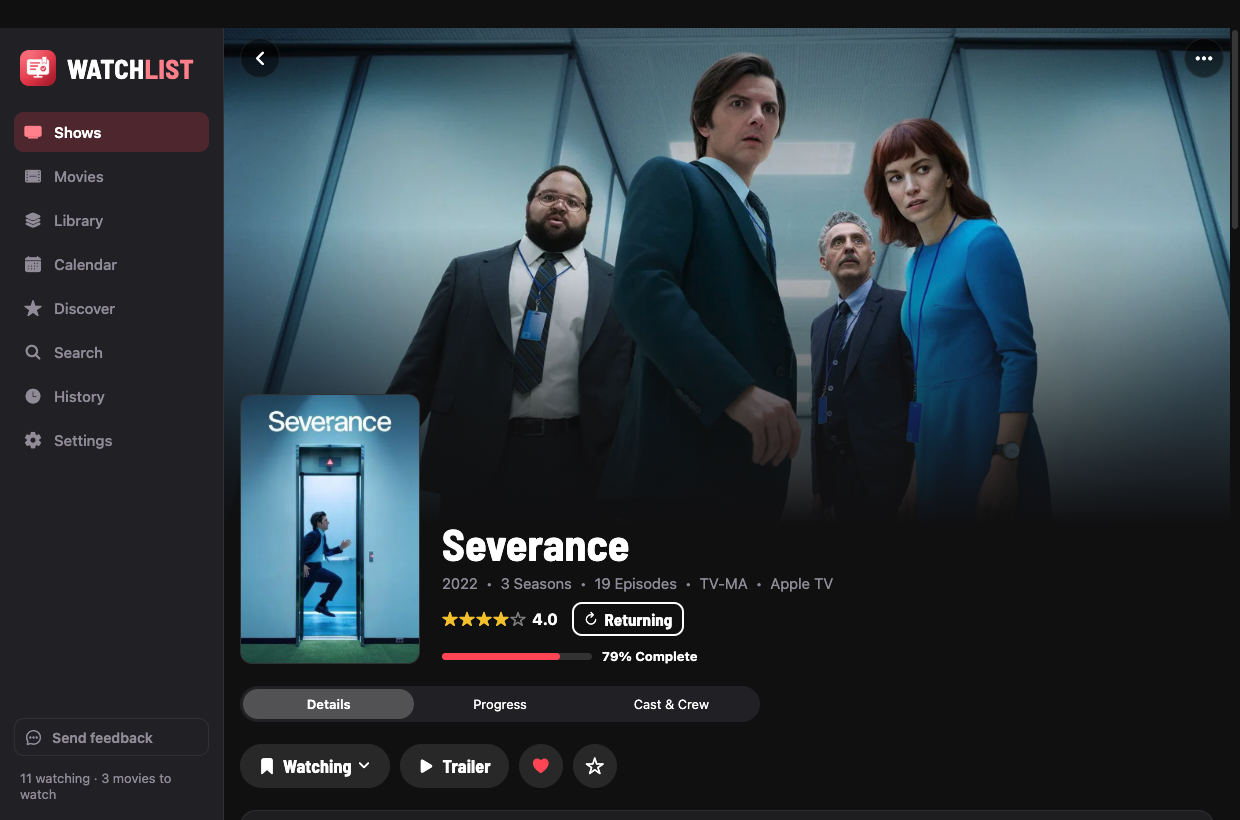 WATCHLIST
Shows
Movies
Library
Calendar
Discover
Search
History
Settings
Send feedback
11 watching · 3 movies to
watch
Severance
Severance
2022 • 3 Seasons • 19 Episodes • TV-MA • Apple TV
4.0 Returning
79% Complete
Details Progress Cast & Crew
Watching Trailer